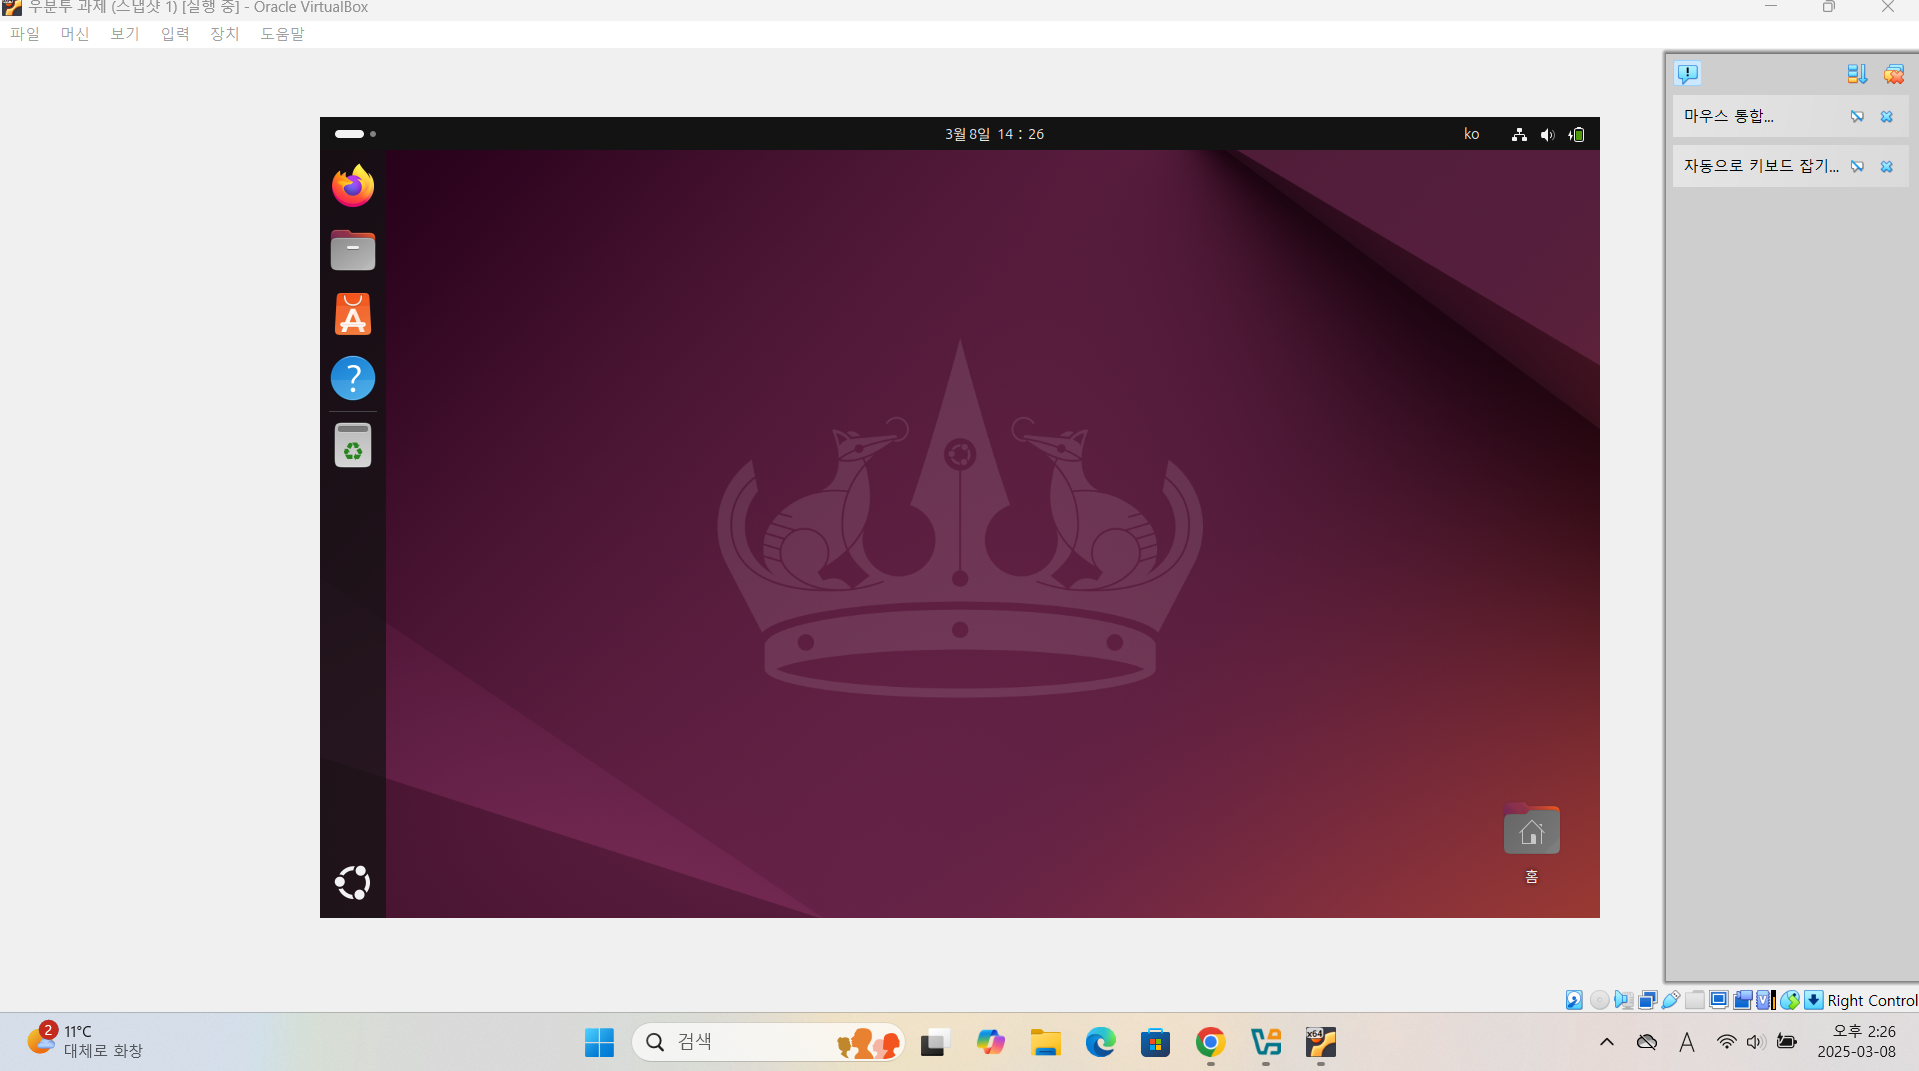 우분투 과제 (스냅샷 1) [실행 중] - Oracle VirtualBox
파일 머신 보기 입력 장치 도움말
마우스 통합...
자동으로 키보드 잡기...
3월 8일 14 : 26
ko
홈
Right Control
2
11°C
대체로 화창
검색
x64
A
오후 2:26
2025-03-08